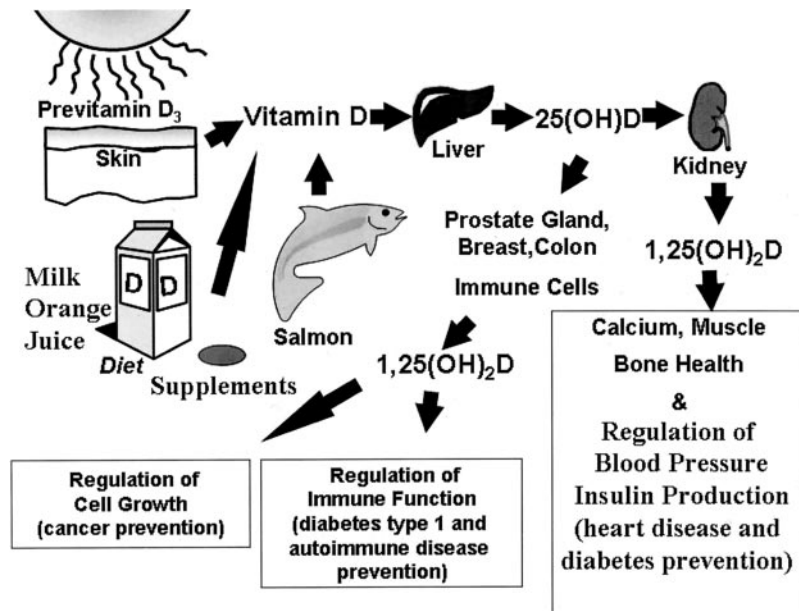 Previtamin D3
Skin
Vitamin D
Liver
25(OH)D
Kidney
Milk
Orange
Juice
D D
Diet
Supplements
Salmon
Prostate Gland,
Breast,Colon
Immune Cells
1,25(OH)2D
1,25(OH)2D
Regulation of
Cell Growth
(cancer prevention)
Regulation of
Immune Function
(diabetes type 1 and
autoimmune disease
prevention)
Calcium, Muscle
Bone Health
&
Regulation of
Blood Pressure
Insulin Production
(heart disease and
diabetes prevention)